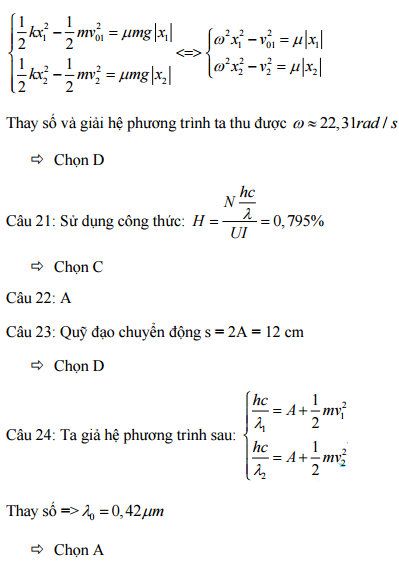 { 1/2 kx₁² − 1/2 mv₀₁² = μmg|x₁| <=> { ω²x₁² − v₀₁² = μ|x₁|
{ 1/2 kx₂² − 1/2 mv₂² = μmg|x₂| { ω²x₂² − v₂² = μ|x₂|
Thay số và giải hệ phương trình ta thu được ω ≈ 22,31rad / s
⇨ Chọn D
Câu 21: Sử dụng công thức: H = (N hc/λ)/(UI) = 0,795%
⇨ Chọn C
Câu 22: A
Câu 23: Quỹ đạo chuyển động s = 2A = 12 cm
⇨ Chọn D
Câu 24: Ta giả hệ phương trình sau: { hc/λ₁ = A + 1/2 mv₁²
{ hc/λ₂ = A + 1/2 mv₂²
Thay số => λ₀ = 0,42μm
⇨ Chọn A